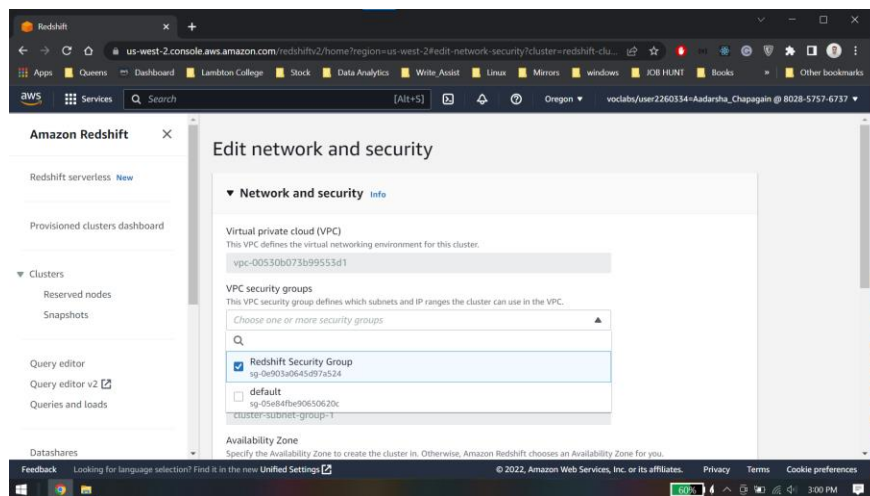 Redshift
us-west-2.console.aws.amazon.com/redshiftv2/home?region=us-west-2#edit-network-security?cluster=redshift-clu...
Apps Queens Dashboard Lambton College Stock Data Analytics Write_Assist Linux Mirrors windows JOB HUNT Books » Other bookmarks
aws Services Search [Alt+S] Oregon voclabs/user2260334=Aadarsha_Chapagain @ 8028-5757-6737
Amazon Redshift
Redshift serverless New
Provisioned clusters dashboard
Clusters
Reserved nodes
Snapshots
Query editor
Query editor v2
Queries and loads
Datashares
Edit network and security
Network and security Info
Virtual private cloud (VPC)
This VPC defines the virtual networking environment for this cluster.
vpc-00530b073b99553d1
VPC security groups
This VPC security group defines which subnets and IP ranges the cluster can use in the VPC.
Choose one or more security groups
Redshift Security Group
sg-0e903a0645d97a524
default
sg-05e84fbe90650620c
cluster-subnet-group-1
Availability Zone
Specify the Availability Zone to create the cluster in. Otherwise, Amazon Redshift chooses an Availability Zone for you.
Feedback Looking for language selection? Find it in the new Unified Settings © 2022, Amazon Web Services, Inc. or its affiliates. Privacy Terms Cookie preferences
60% 3:00 PM